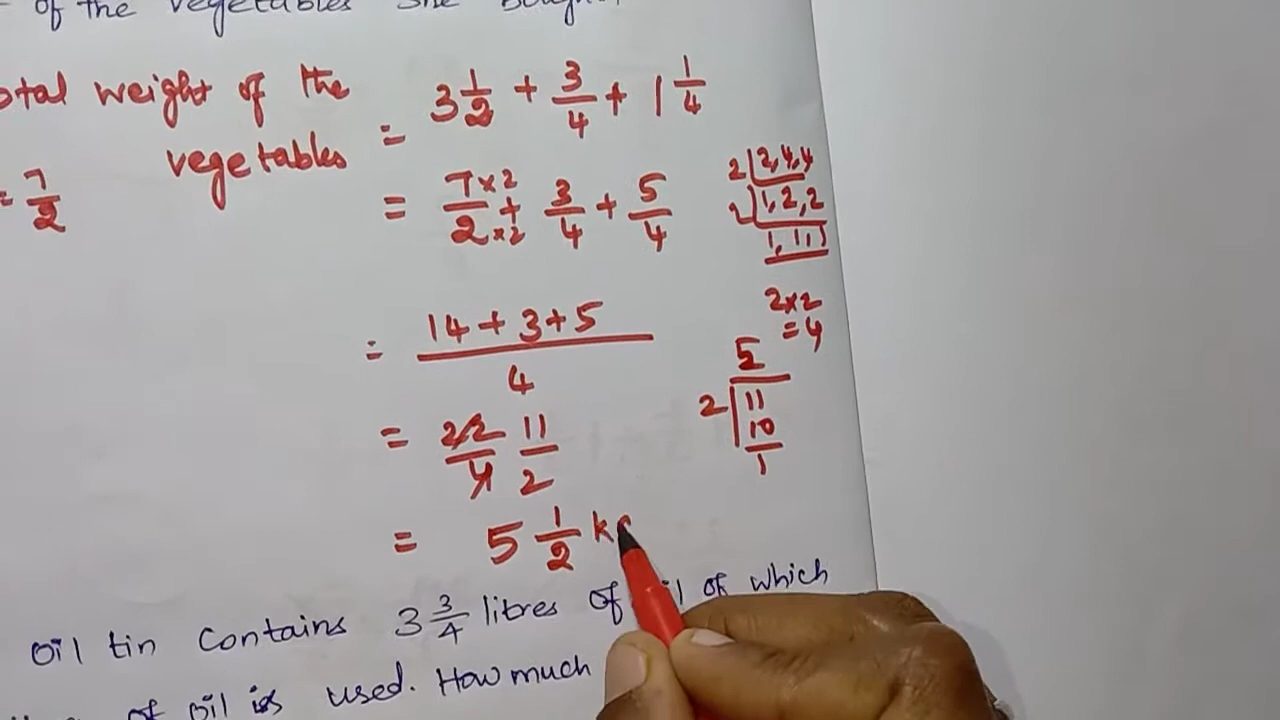 of the vegetables she
total weight of the
vegetables
= 3 1/2 + 3/4 + 1 1/4
= 7/2
= 7×2/2×2 + 3/4 + 5/4
2 | 2, 4, 4
2 | 1, 2, 2
1, 1 1
= 14 + 3 + 5 / 4
2×2
= 4
= 22/4 11/2
5
2 | 11
10
1
= 5 1/2 k
Oil tin contains 3 3/4 litres of oil of which
of oil is used. How much